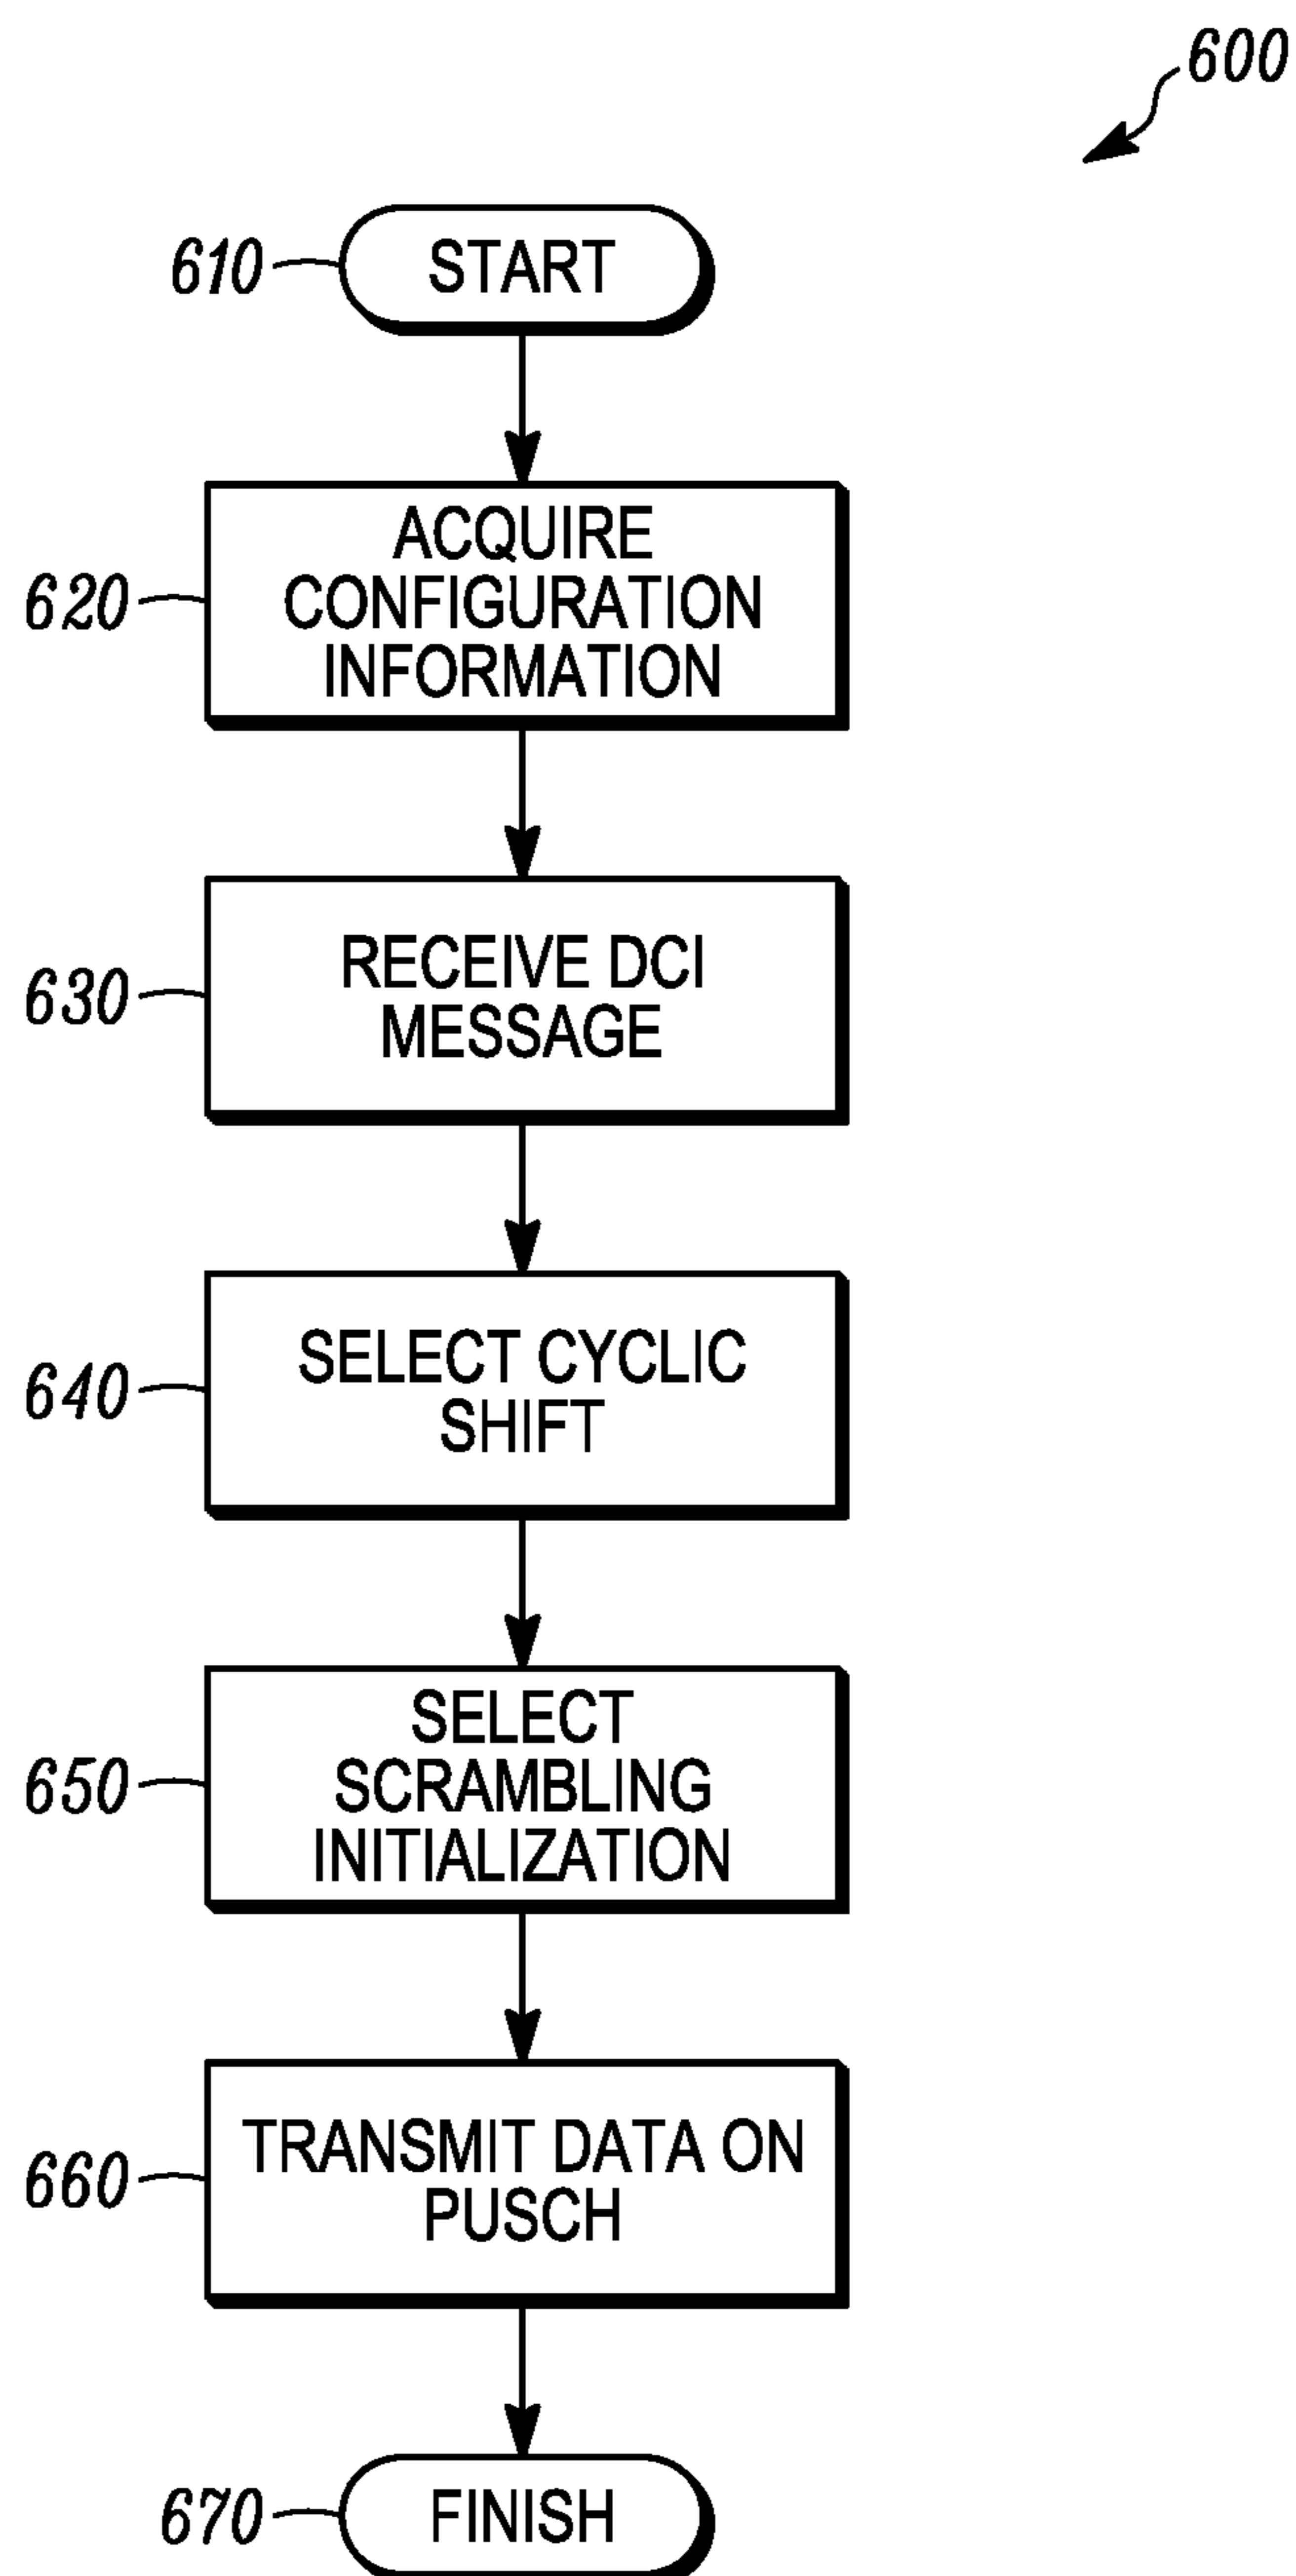 600
610
START
620
ACQUIRE
CONFIGURATION
INFORMATION
630
RECEIVE DCI
MESSAGE
640
SELECT CYCLIC
SHIFT
650
SELECT
SCRAMBLING
INITIALIZATION
660
TRANSMIT DATA ON
PUSCH
670
FINISH